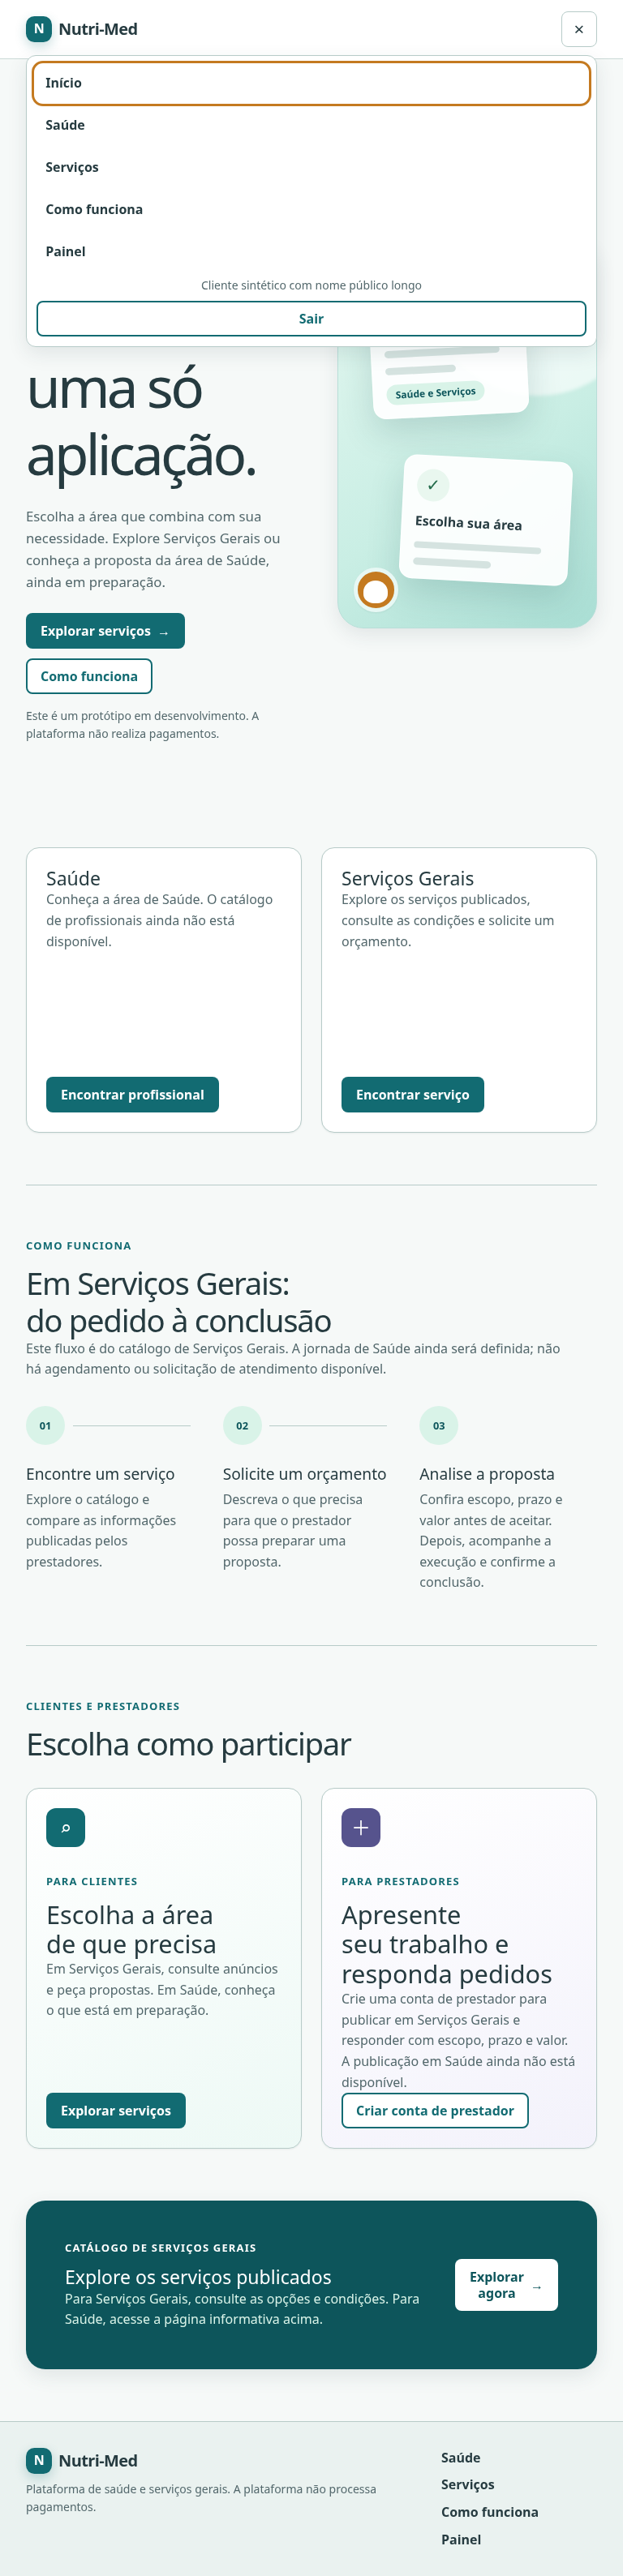 N Nutri-Med ✕
Início
Saúde
Serviços
Como funciona
Painel
Cliente sintético com nome público longo
Sair
uma só
aplicação.
Escolha a área que combina com sua
necessidade. Explore Serviços Gerais ou
conheça a proposta da área de Saúde,
ainda em preparação.
Explorar serviços →
Como funciona
Este é um protótipo em desenvolvimento. A
plataforma não realiza pagamentos.
Saúde e Serviços
✓
Escolha sua área
Saúde
Conheça a área de Saúde. O catálogo
de profissionais ainda não está
disponível.
Encontrar profissional
Serviços Gerais
Explore os serviços publicados,
consulte as condições e solicite um
orçamento.
Encontrar serviço
COMO FUNCIONA
Em Serviços Gerais:
do pedido à conclusão
Este fluxo é do catálogo de Serviços Gerais. A jornada de Saúde ainda será definida; não
há agendamento ou solicitação de atendimento disponível.
01
Encontre um serviço
Explore o catálogo e
compare as informações
publicadas pelos
prestadores.
02
Solicite um orçamento
Descreva o que precisa
para que o prestador
possa preparar uma
proposta.
03
Analise a proposta
Confira escopo, prazo e
valor antes de aceitar.
Depois, acompanhe a
execução e confirme a
conclusão.
CLIENTES E PRESTADORES
Escolha como participar
⌕
PARA CLIENTES
Escolha a área
de que precisa
Em Serviços Gerais, consulte anúncios
e peça propostas. Em Saúde, conheça
o que está em preparação.
Explorar serviços
＋
PARA PRESTADORES
Apresente
seu trabalho e
responda pedidos
Crie uma conta de prestador para
publicar em Serviços Gerais e
responder com escopo, prazo e valor.
A publicação em Saúde ainda não está
disponível.
Criar conta de prestador
CATÁLOGO DE SERVIÇOS GERAIS
Explore os serviços publicados
Para Serviços Gerais, consulte as opções e condições. Para
Saúde, acesse a página informativa acima.
Explorar
agora →
N Nutri-Med
Plataforma de saúde e serviços gerais. A plataforma não processa
pagamentos.
Saúde
Serviços
Como funciona
Painel